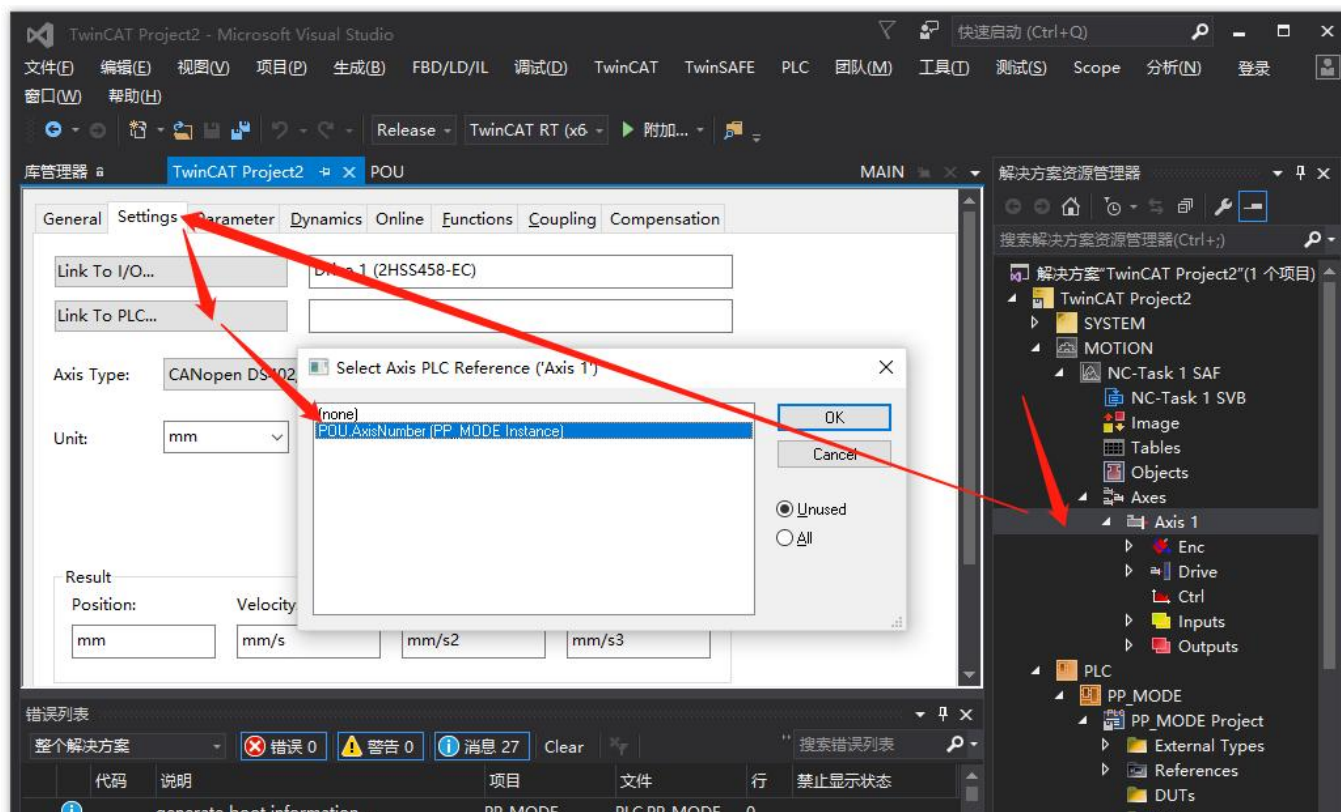 TwinCAT Project2 - Microsoft Visual Studio
快速启动 (Ctrl+Q)
文件(F) 编辑(E) 视图(V) 项目(P) 生成(B) FBD/LD/IL 调试(D) TwinCAT TwinSAFE PLC 团队(M) 工具(T) 测试(S) Scope 分析(N) 登录
窗口(W) 帮助(H)
Release TwinCAT RT (x6 附加...
库管理器 TwinCAT Project2 POU MAIN
General Settings Parameter Dynamics Online Functions Coupling Compensation
Link To I/O... Drive 1 (2HSS458-EC)
Link To PLC...
Axis Type: CANopen DS402,
Unit: mm
Result
Position: Velocity
mm mm/s mm/s2 mm/s3
Select Axis PLC Reference ('Axis 1')
(none)
POU.AxisNumber (PP_MODE Instance)
OK
Cancel
Unused
All
解决方案资源管理器
搜索解决方案资源管理器(Ctrl+;)
解决方案"TwinCAT Project2"(1 个项目)
TwinCAT Project2
SYSTEM
MOTION
NC-Task 1 SAF
NC-Task 1 SVB
Image
Tables
Objects
Axes
Axis 1
Enc
Drive
Ctrl
Inputs
Outputs
PLC
PP_MODE
PP_MODE Project
External Types
References
DUTs
错误列表
整个解决方案 错误 0 警告 0 消息 27 Clear 搜索错误列表
代码 说明 项目 文件 行 禁止显示状态
generate boot information PP_MODE PLC.PP_MODE 0